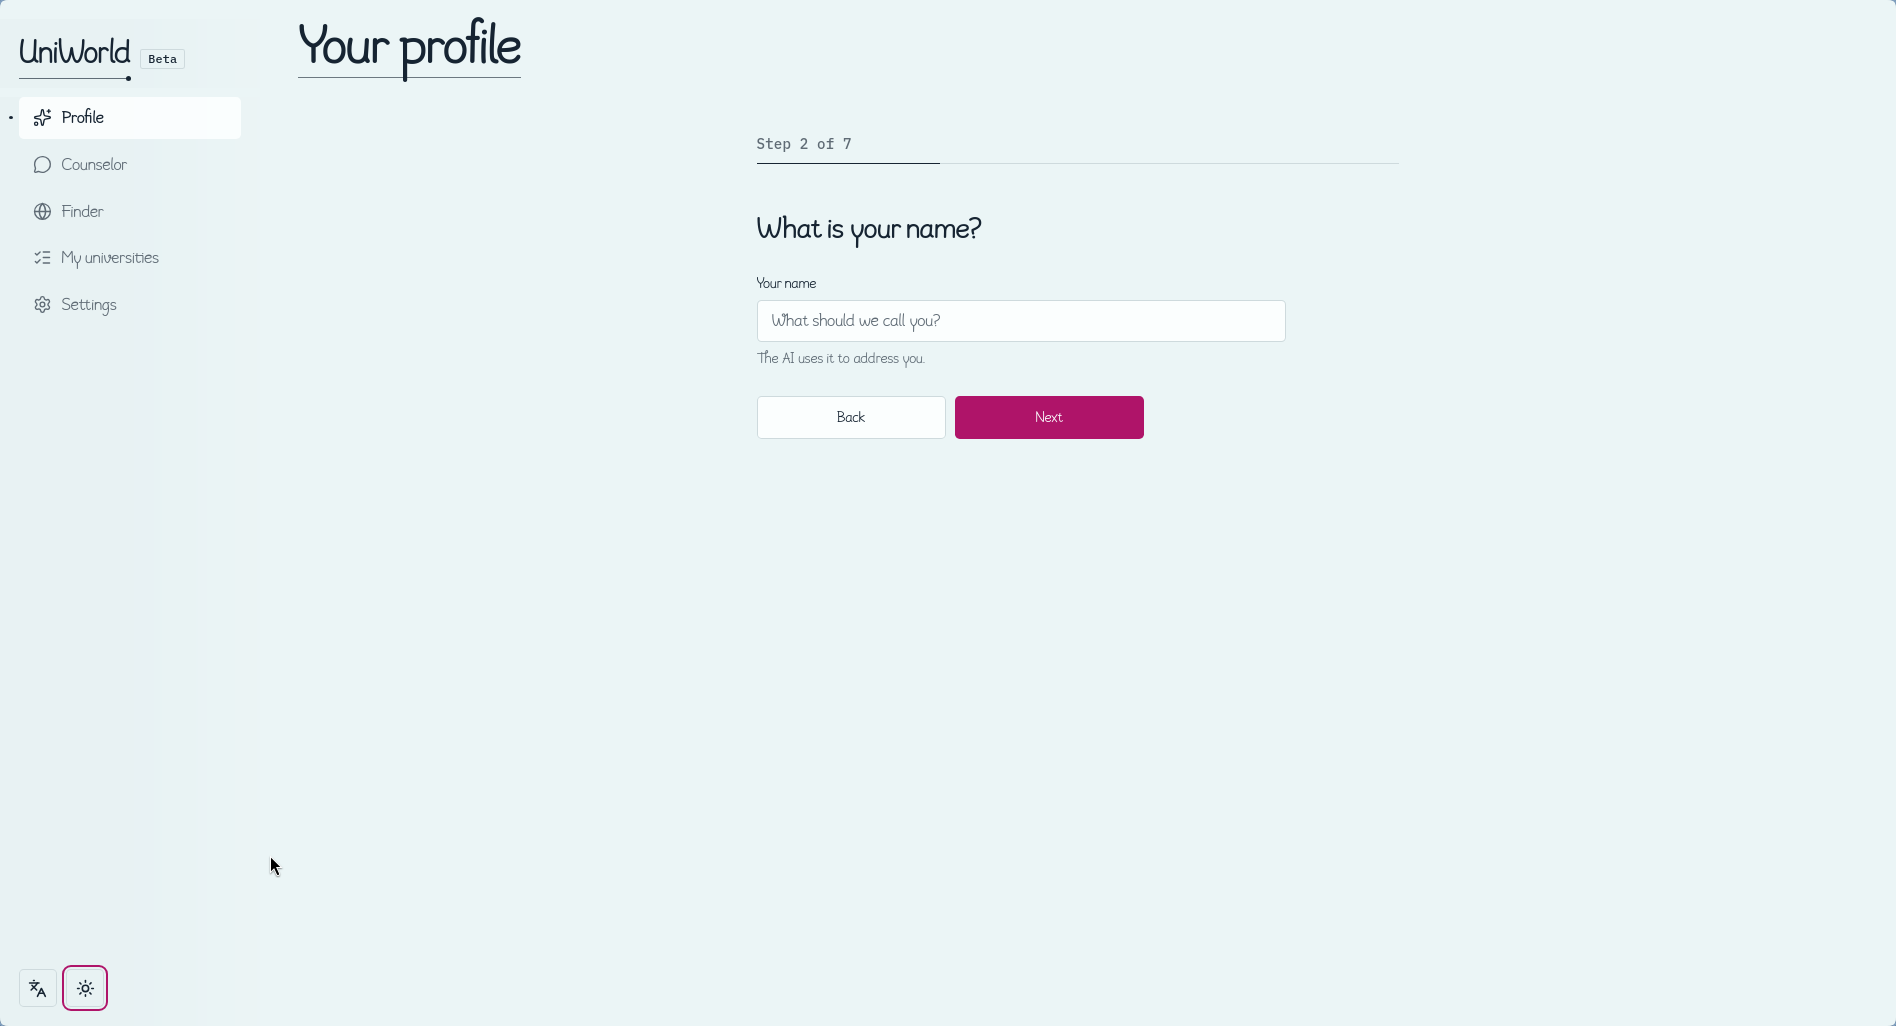 UniWorld
Beta
Profile
Counselor
Finder
My universities
Settings
Your profile
Step 2 of 7
What is your name?
Your name
What should we call you?
The AI uses it to address you.
Back
Next